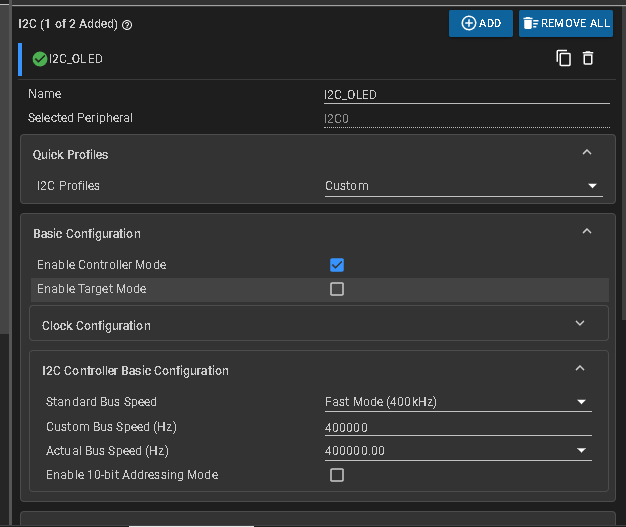 I2C (1 of 2 Added)
ADD
REMOVE ALL
I2C_OLED
Name
I2C_OLED
Selected Peripheral
I2C0
Quick Profiles
I2C Profiles
Custom
Basic Configuration
Enable Controller Mode
Enable Target Mode
Clock Configuration
I2C Controller Basic Configuration
Standard Bus Speed
Fast Mode (400kHz)
Custom Bus Speed (Hz)
400000
Actual Bus Speed (Hz)
400000.00
Enable 10-bit Addressing Mode